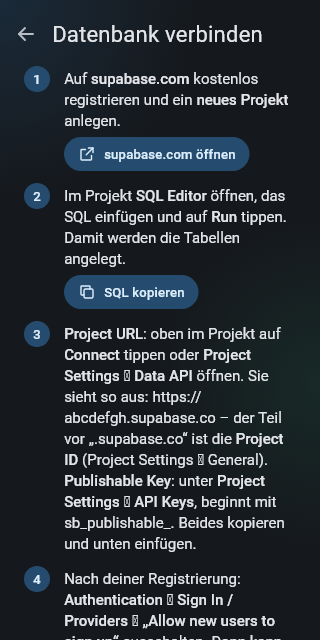 Datenbank verbinden
1
Auf supabase.com kostenlos
registrieren und ein neues Projekt
anlegen.
supabase.com öffnen
2
Im Projekt SQL Editor öffnen, das
SQL einfügen und auf Run tippen.
Damit werden die Tabellen
angelegt.
SQL kopieren
3
Project URL: oben im Projekt auf
Connect tippen oder Project
Settings ▯ Data API öffnen. Sie
sieht so aus: https://
abcdefgh.supabase.co – der Teil
vor „.supabase.co“ ist die Project
ID (Project Settings ▯ General).
Publishable Key: unter Project
Settings ▯ API Keys, beginnt mit
sb_publishable_. Beides kopieren
und unten einfügen.
4
Nach deiner Registrierung:
Authentication ▯ Sign In /
Providers ▯ „Allow new users to